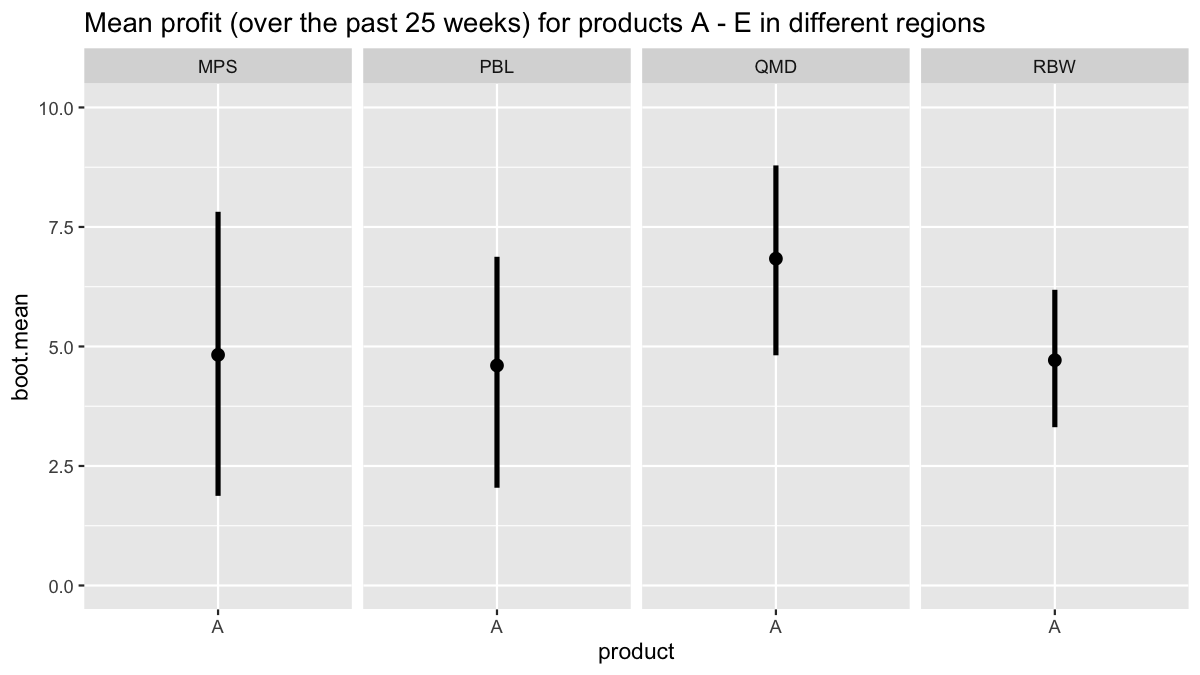 Mean profit (over the past 25 weeks) for products A - E in different regions
MPS
PBL
QMD
RBW
boot.mean
10.0
7.5
5.0
2.5
0.0
A
A
A
A
product